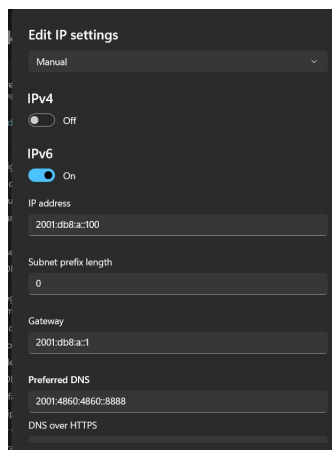 Edit IP settings
Manual
IPv4
Off
IPv6
On
IP address
2001:db8:a::100
Subnet prefix length
0
Gateway
2001:db8:a::1
Preferred DNS
2001:4860:4860::8888
DNS over HTTPS